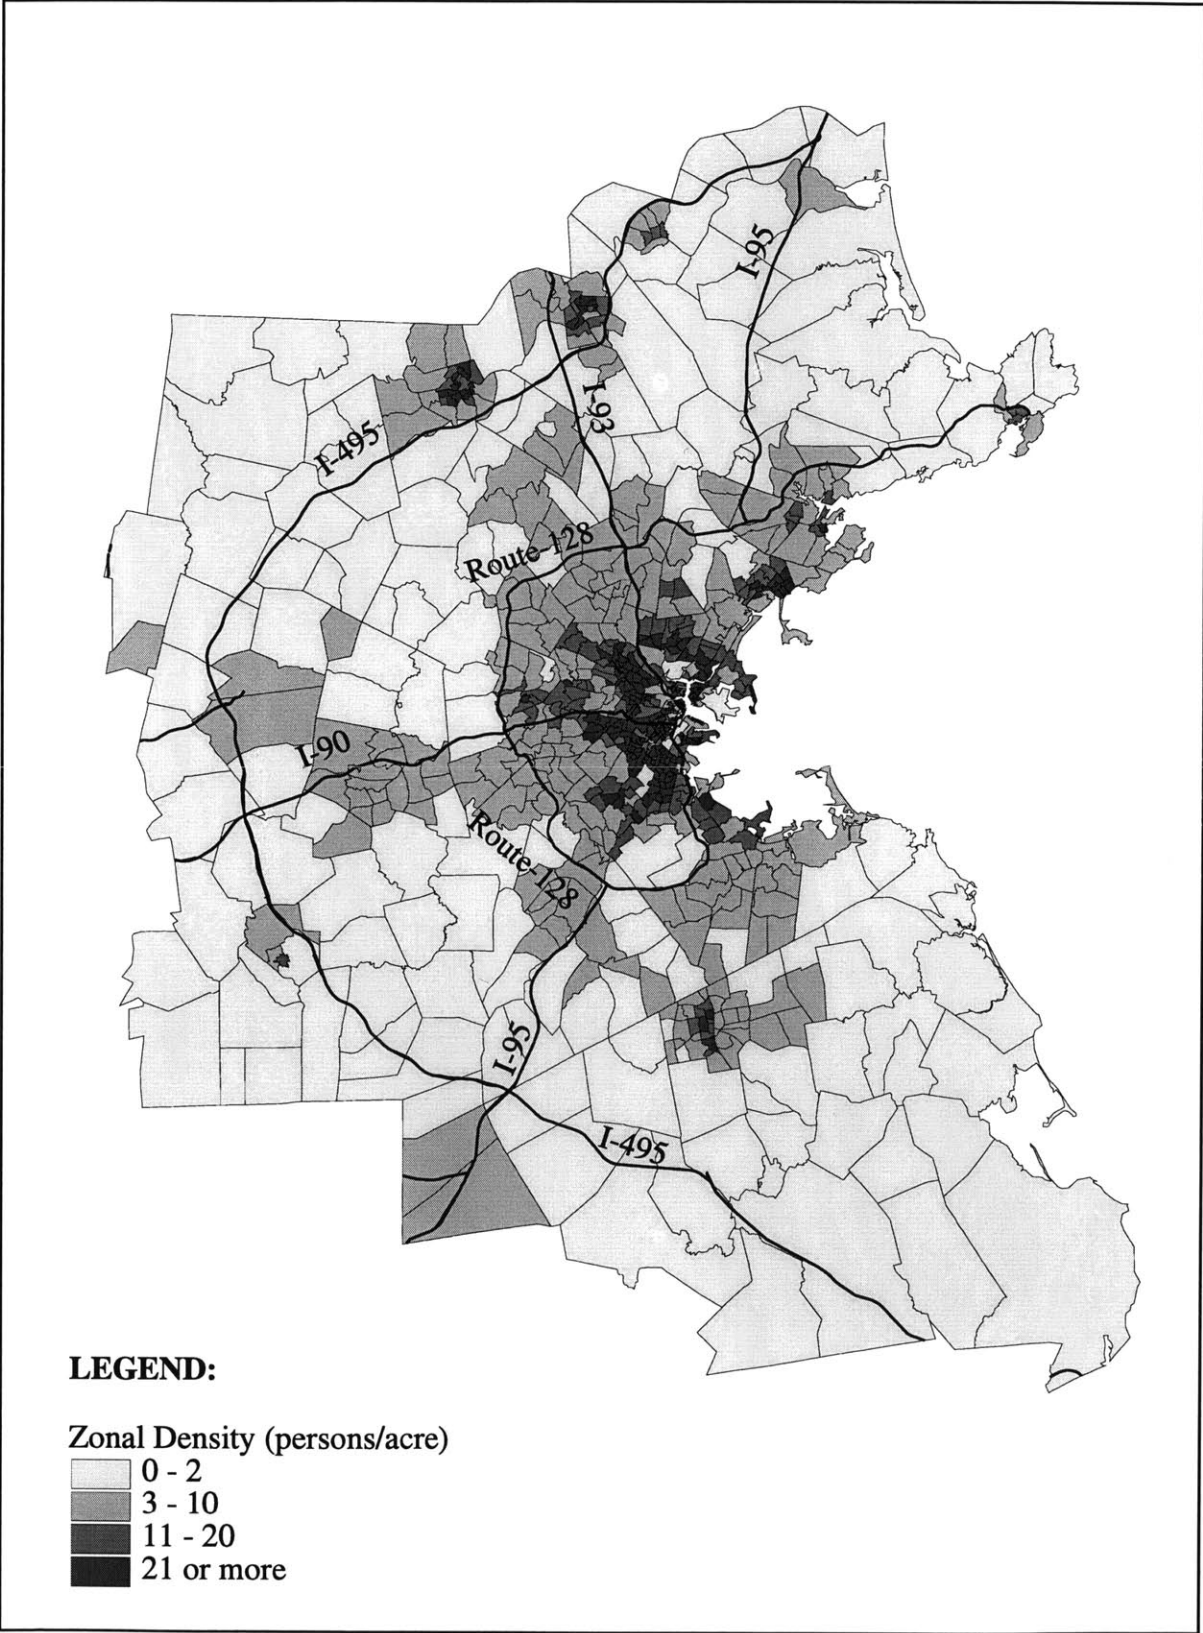 I-95
I-93
I-495
Route-128
I-90
Route-128
I-95
I-495
LEGEND:
Zonal Density (persons/acre)
0 - 2
3 - 10
11 - 20
21 or more